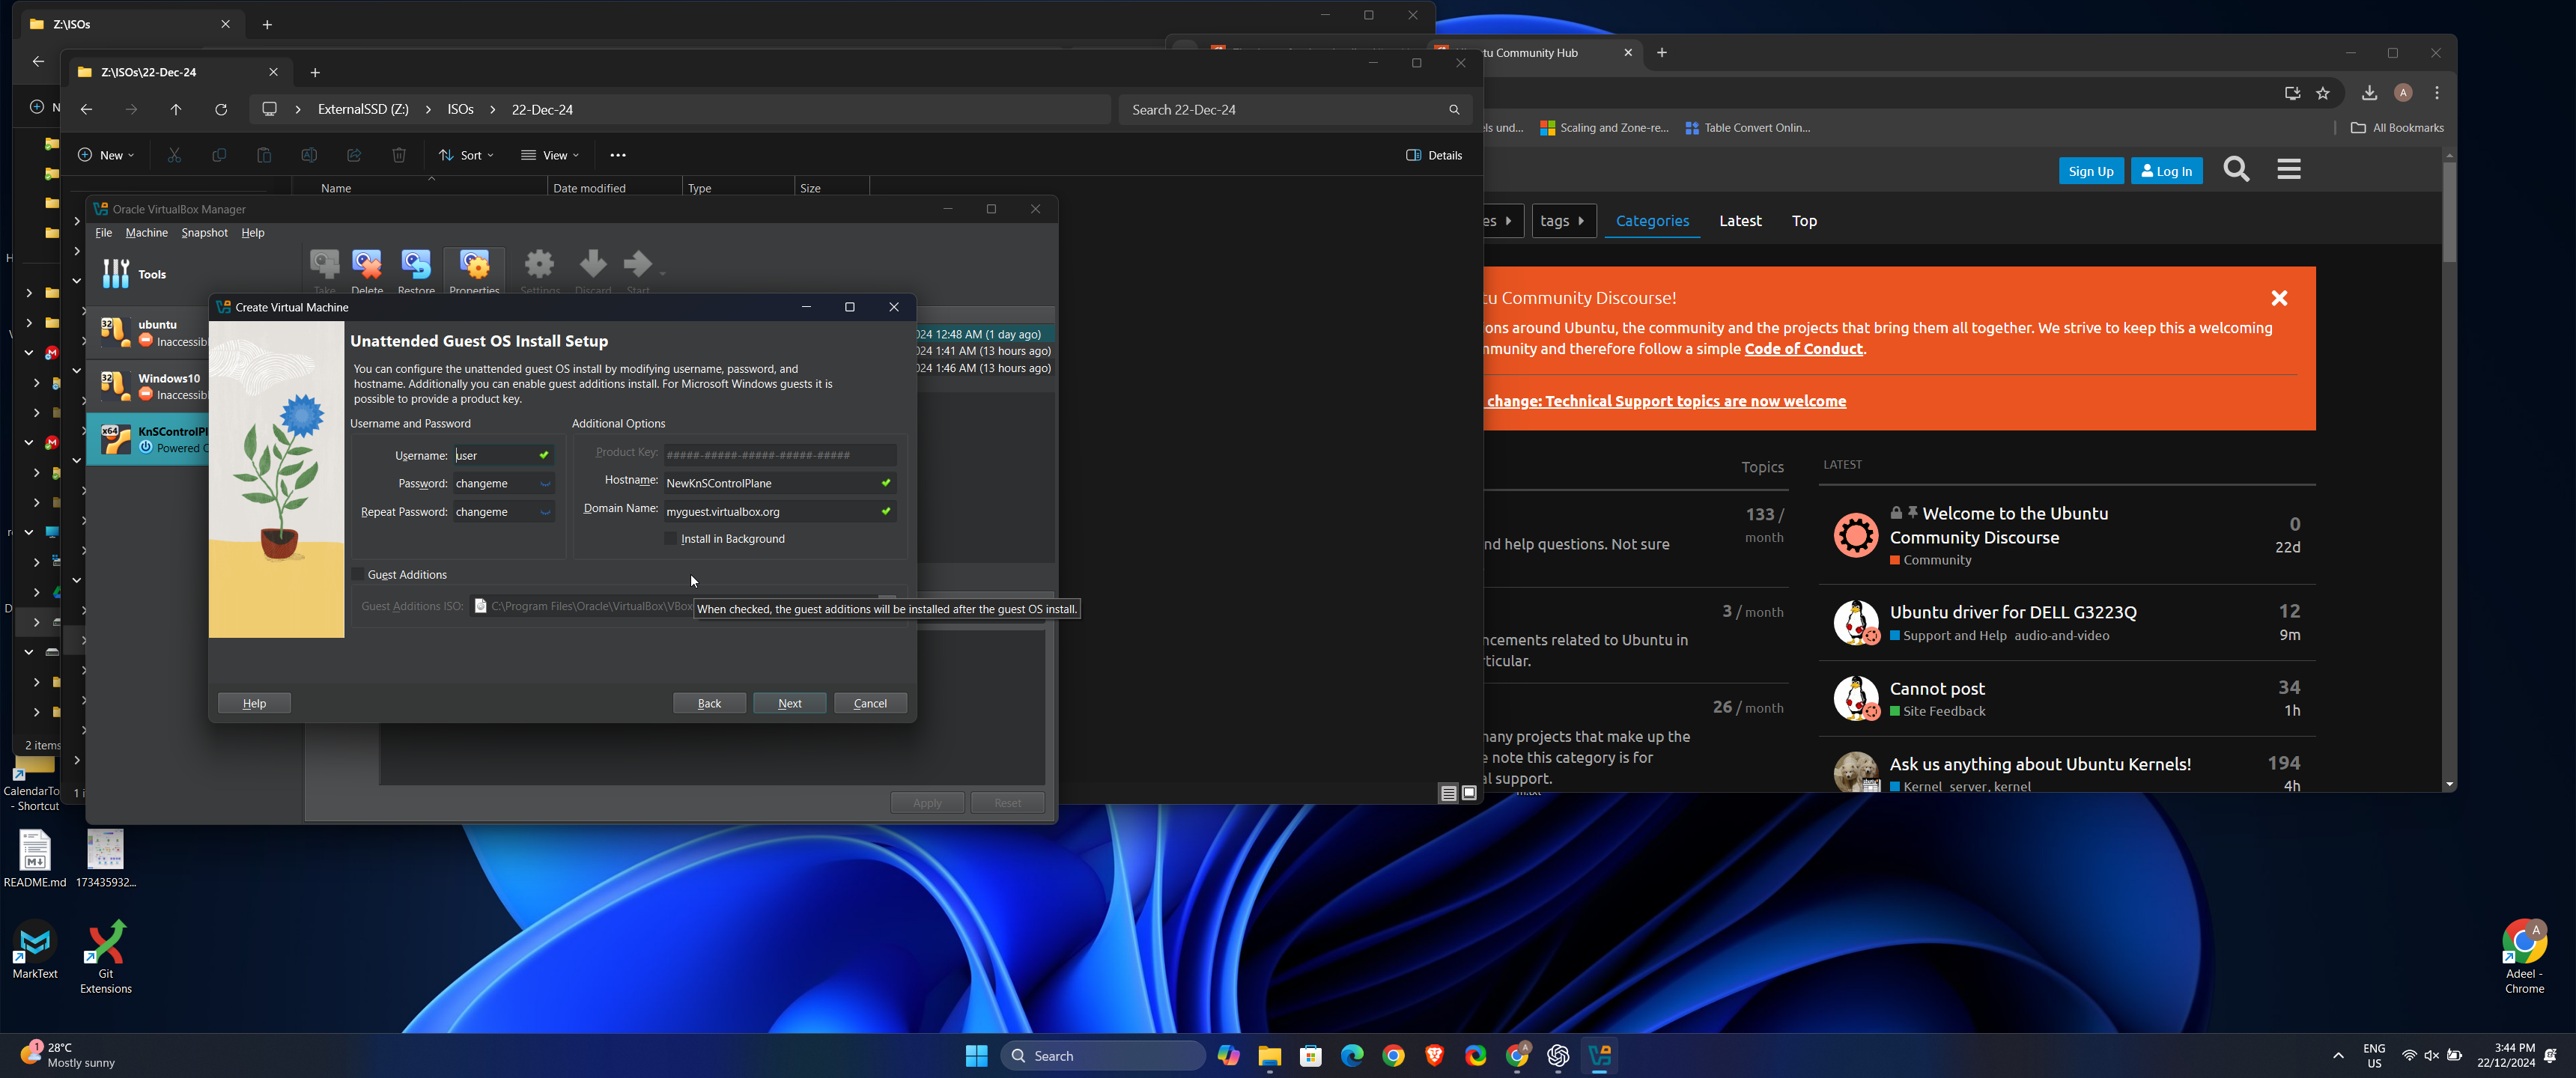 Z:\ISOs
Z:\ISOs\22-Dec-24
ExternalSSD (Z:) > ISOs > 22-Dec-24
Search 22-Dec-24
New
Sort
View
Details
Name
Date modified
Type
Size
Oracle VirtualBox Manager
File Machine Snapshot Help
Tools
Take
Delete
Restore
Properties
Settings
Discard
Start
ubuntu
Windows10
KnSControlPl
Powered
024 12:48 AM (1 day ago)
024 1:41 AM (13 hours ago)
024 1:46 AM (13 hours ago)
Create Virtual Machine
Unattended Guest OS Install Setup
You can configure the unattended guest OS install by modifying username, password, and
hostname. Additionally you can enable guest additions install. For Microsoft Windows guests it is
possible to provide a product key.
Username and Password
Additional Options
Username: user
Password: changeme
Repeat Password: changeme
Product Key: #####-#####-#####-#####-#####
Hostname: NewKnSControlPlane
Domain Name: myguest.virtualbox.org
Install in Background
Guest Additions
Guest Additions ISO: C:\Program Files\Oracle\VirtualBox\VBox
When checked, the guest additions will be installed after the guest OS install.
Help
Back
Next
Cancel
Apply
Reset
2 items
tu Community Hub
els und...
Scaling and Zone-re...
Table Convert Onlin...
All Bookmarks
Sign Up
Log In
es
tags
Categories
Latest
Top
tu Community Discourse!
ons around Ubuntu, the community and the projects that bring them all together. We strive to keep this a welcoming
mmunity and therefore follow a simple Code of Conduct.
change: Technical Support topics are now welcome
Topics
133 /
month
nd help questions. Not sure
3 / month
ncements related to Ubuntu in
ticular.
26 / month
many projects that make up the
note this category is for
al support.
LATEST
Welcome to the Ubuntu
Community Discourse
Community
0
22d
Ubuntu driver for DELL G3223Q
Support and Help audio-and-video
12
9m
Cannot post
Site Feedback
34
1h
Ask us anything about Ubuntu Kernels!
Kernel server, kernel
194
4h
CalendarTo
- Shortcut
README.md
173435932...
MarkText
Git
Extensions
Adeel -
Chrome
28°C
Mostly sunny
Search
ENG
US
3:44 PM
22/12/2024